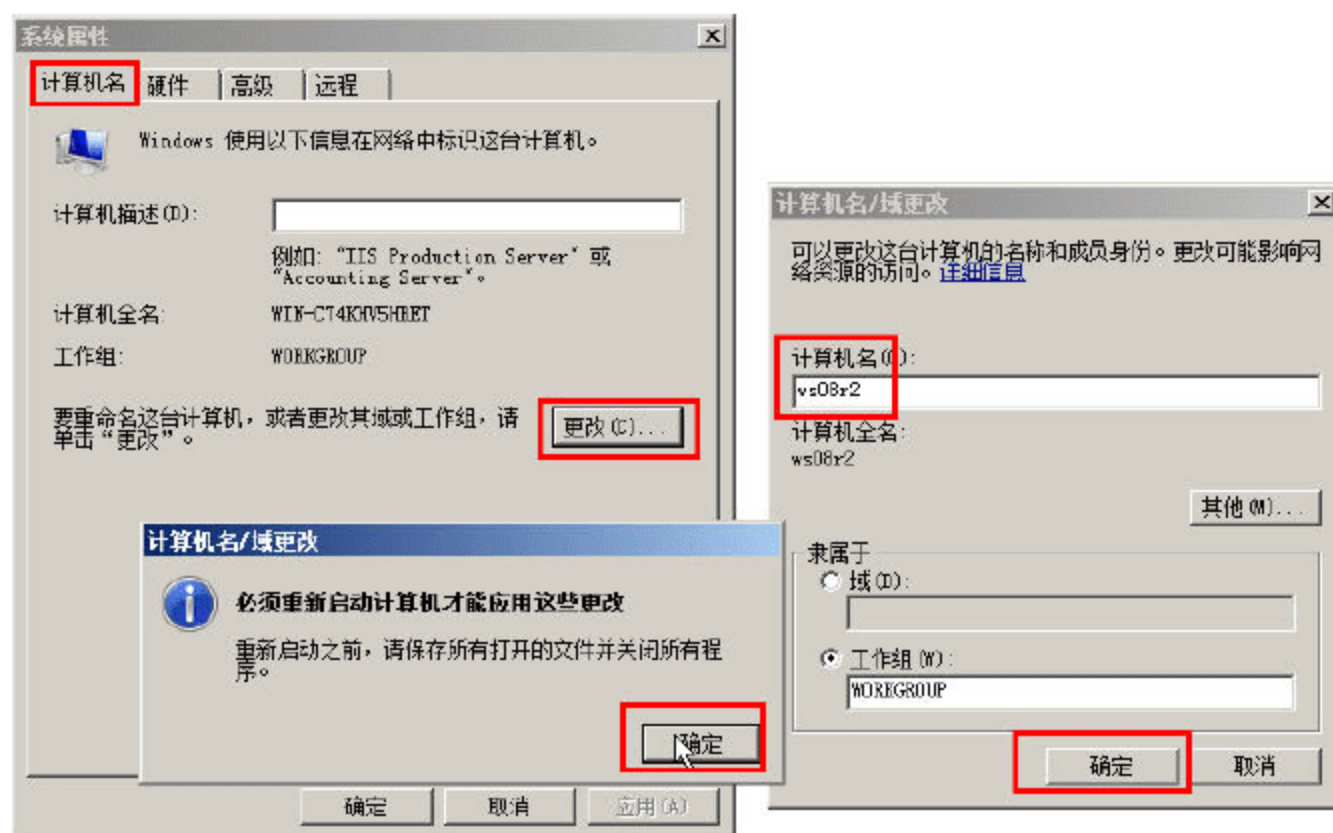 系统属性
计算机名
硬件
高级
远程
Windows 使用以下信息在网络中标识这台计算机。
计算机描述(D):
例如: "IIS Production Server" 或
"Accounting Server"。
计算机全名:
WIN-CT4KHV5HRET
工作组:
WORKGROUP
要重命名这台计算机，或者更改其域或工作组，请
单击“更改”。
更改(C)...
计算机名/域更改
必须重新启动计算机才能应用这些更改
重新启动之前，请保存所有打开的文件并关闭所有程
序。
确定
确定
取消
应用(A)
计算机名/域更改
可以更改这台计算机的名称和成员身份。更改可能影响网
络资源的访问。详细信息
计算机名(C):
ws08r2
计算机全名:
ws08r2
其他(M)...
隶属于
域(D):
工作组(W):
WORKGROUP
确定
取消